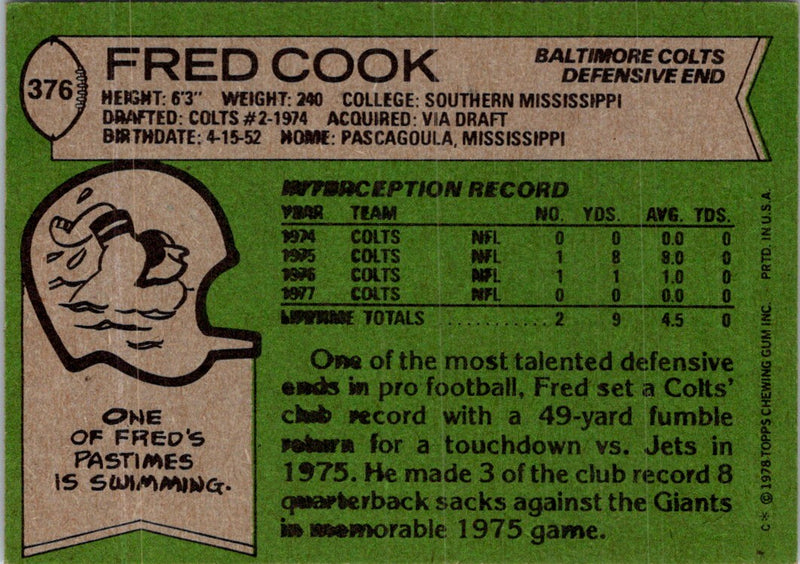 376
FRED COOK
BALTIMORE COLTS
DEFENSIVE END
HEIGHT: 6'3" WEIGHT: 240 COLLEGE: SOUTHERN MISSISSIPPI
DRAFTED: COLTS #2-1974 ACQUIRED: VIA DRAFT
BIRTHDATE: 4-15-52 HOME: PASCAGOULA, MISSISSIPPI
INTERCEPTION RECORD
YEAR TEAM NO. YDS. AVG. TDS.
1974 COLTS NFL 0 0 0.0 0
1975 COLTS NFL 1 8 8.0 0
1976 COLTS NFL 1 1 1.0 0
1977 COLTS NFL 0 0 0.0 0
LIFETIME TOTALS .......... 2 9 4.5 0
One of the most talented defensive
ends in pro football, Fred set a Colts'
club record with a 49-yard fumble
return for a touchdown vs. Jets in
1975. He made 3 of the club record 8
quarterback sacks against the Giants
in memorable 1975 game.
ONE
OF FRED'S
PASTIMES
IS SWIMMING.
C * © 1978 TOPPS CHEWING GUM INC. PRTD. IN U.S.A.